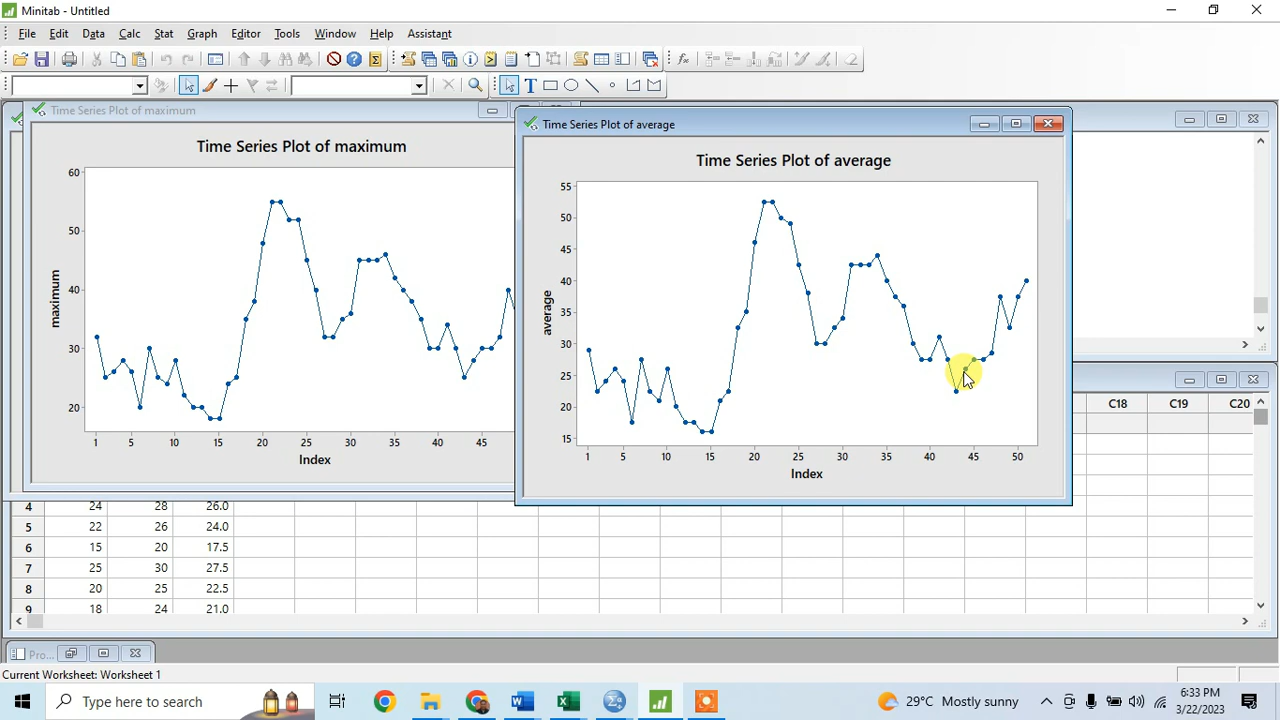 Minitab - Untitled
File Edit Data Calc Stat Graph Editor Tools Window Help Assistant
Time Series Plot of maximum
Time Series Plot of maximum
60
50
40
30
20
maximum
1 5 10 15 20 25 30 35 40 45
Index
Time Series Plot of average
Time Series Plot of average
55
50
45
40
35
30
25
20
15
average
1 5 10 15 20 25 30 35 40 45 50
Index
C18 C19 C20
4 24 28 26.0
5 22 26 24.0
6 15 20 17.5
7 25 30 27.5
8 20 25 22.5
9 18 24 21.0
Pro...
Current Worksheet: Worksheet 1
Type here to search
29°C Mostly sunny
6:33 PM
3/22/2023